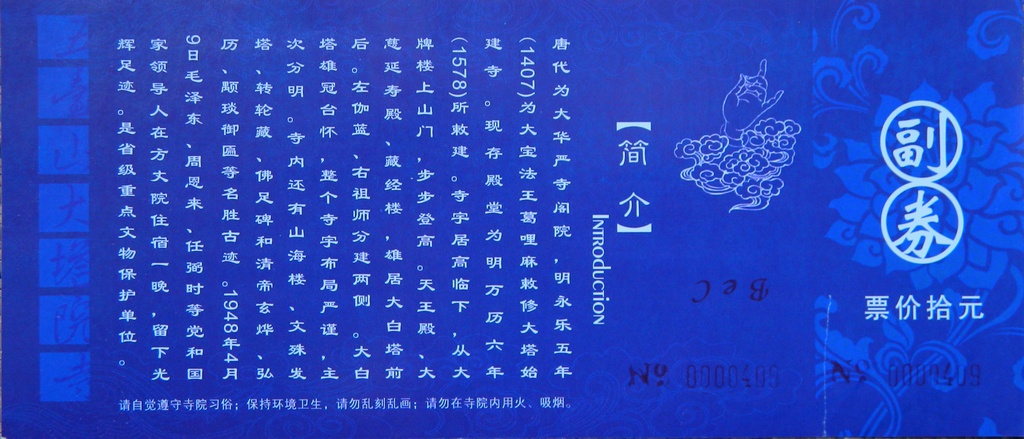 副券
票价拾元
【简介】
Introduction
唐代为大华严寺阁院，明永乐五年
(1407)为大宝法王葛哩麻敕修大塔始
建寺。现存殿堂为明万历六年
(1578)所敕建。寺字居高临下，从大
牌楼上山门，步步登高。天王殿、大
慈延寿殿、藏经楼，雄居大白塔前
后。左伽蓝、右祖师分建两侧。大白
塔雄冠台怀，整个寺宇布局严谨，主
次分明。寺内还有山海楼、文殊发
塔、转轮藏、佛足碑和清帝玄烨、弘
历、颙琰御匾等名胜古迹。1948年4月
9日毛泽东、周恩来、任弼时等党和国
家领导人在方丈院住宿一晚，留下光
辉足迹。是省级重点文物保护单位。
五台山大塔院寺
请自觉遵守寺院习俗；保持环境卫生，请勿乱刻乱画；请勿在寺院内用火、吸烟。
№ 0000409
№ 0000409